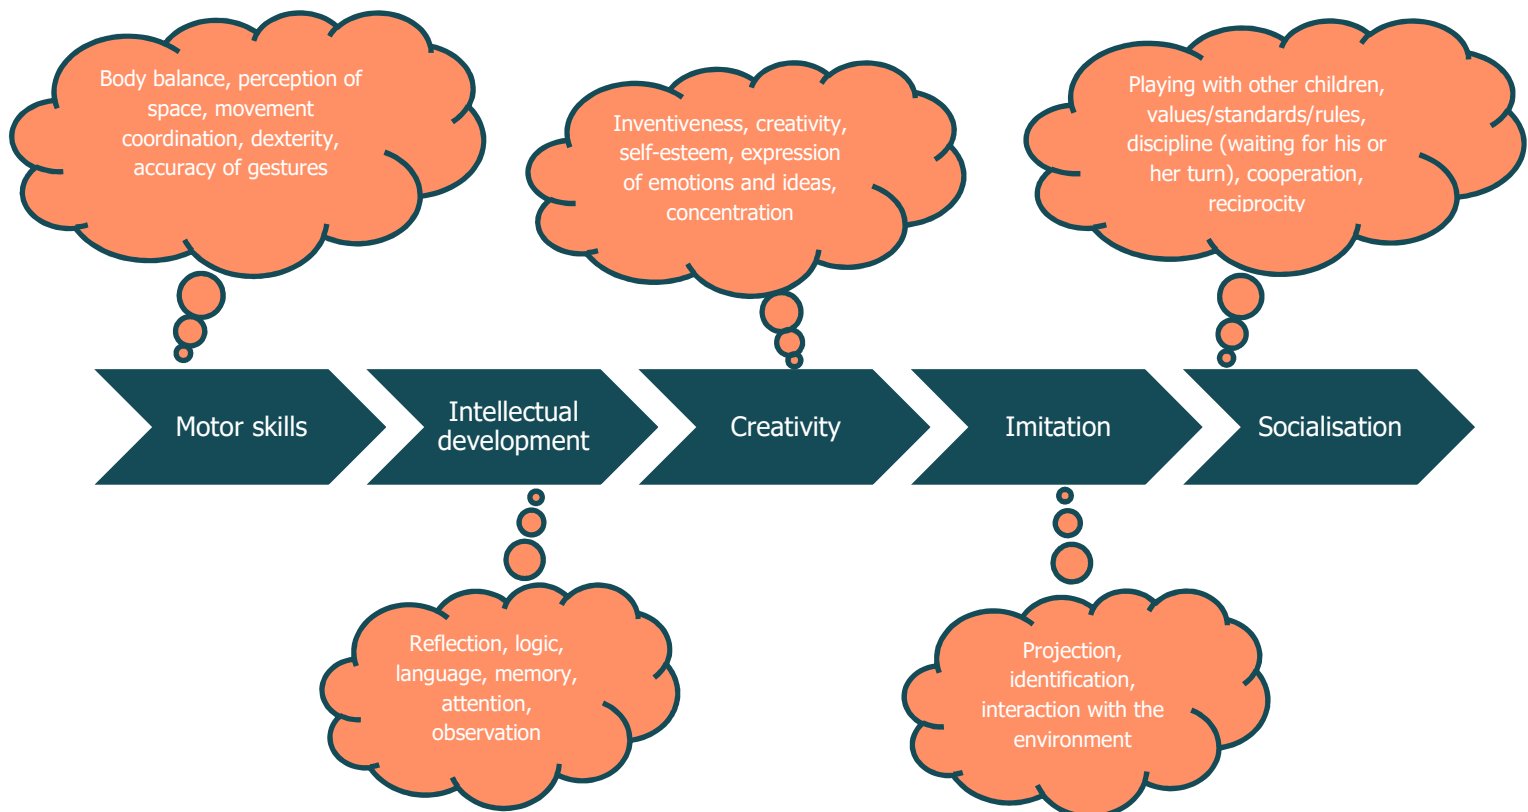 Body balance, perception of
space, movement
coordination, dexterity,
accuracy of gestures
Inventiveness, creativity,
self-esteem, expression
of emotions and ideas,
concentration
Playing with other children,
values/standards/rules,
discipline (waiting for his or
her turn), cooperation,
reciprocity
Motor skills
Intellectual
development
Creativity
Imitation
Socialisation
Reflection, logic,
language, memory,
attention,
observation
Projection,
identification,
interaction with the
environment